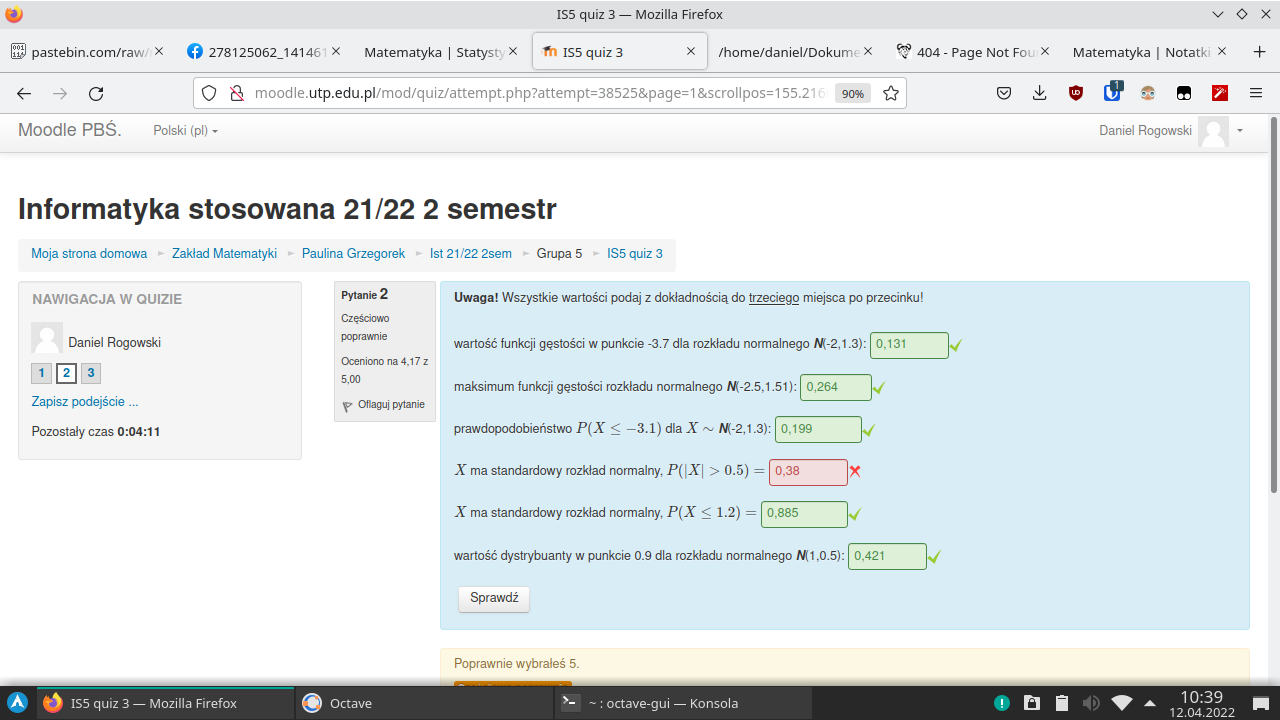 IS5 quiz 3 — Mozilla Firefox
pastebin.com/raw/ 278125062_14146 Matematyka | Statysty IS5 quiz 3 /home/daniel/Dokume 404 - Page Not Fou Matematyka | Notatki
moodle.utp.edu.pl/mod/quiz/attempt.php?attempt=38525&page=1&scrollpos=155.216 90% 1
Moodle PBŚ. Polski (pl) Daniel Rogowski
Informatyka stosowana 21/22 2 semestr
Moja strona domowa ► Zakład Matematyki ► Paulina Grzegorek ► Ist 21/22 2sem ► Grupa 5 ► IS5 quiz 3
NAWIGACJA W QUIZIE
Daniel Rogowski
1 2 3
Zapisz podejście ...
Pozostały czas 0:04:11
Pytanie 2
Częściowo
poprawnie
Oceniono na 4,17 z
5,00
Oflaguj pytanie
Uwaga! Wszystkie wartości podaj z dokładnością do trzeciego miejsca po przecinku!
wartość funkcji gęstości w punkcie -3.7 dla rozkładu normalnego N(-2,1.3): 0,131
maksimum funkcji gęstości rozkładu normalnego N(-2.5,1.51): 0,264
prawdopodobieństwo P(X ≤ −3.1) dla X ∼ N(-2,1.3): 0,199
X ma standardowy rozkład normalny, P(|X| > 0.5) = 0,38
X ma standardowy rozkład normalny, P(X ≤ 1.2) = 0,885
wartość dystrybuanty w punkcie 0.9 dla rozkładu normalnego N(1,0.5): 0,421
Sprawdź
Poprawnie wybrałeś 5.
IS5 quiz 3 — Mozilla Firefox Octave ~ : octave-gui — Konsola 10:39
12.04.2022